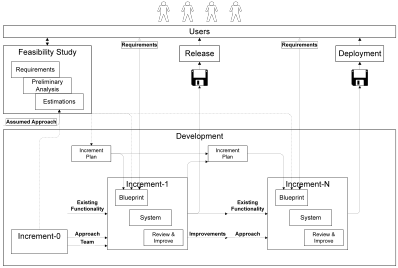 Users
Requirements
Requirements
Feasibility Study
Release
Deployment
Requirements
Preliminary
Analysis
Estimations
Assumed Approach
Development
Increment
Plan
Increment
Plan
Increment-1
Increment-N
Existing
Functionality
Blueprint
Existing
Functionality
Blueprint
System
System
Increment-0
Approach
Team
Review &
Improve
Improvements
Approach
Review &
Improve